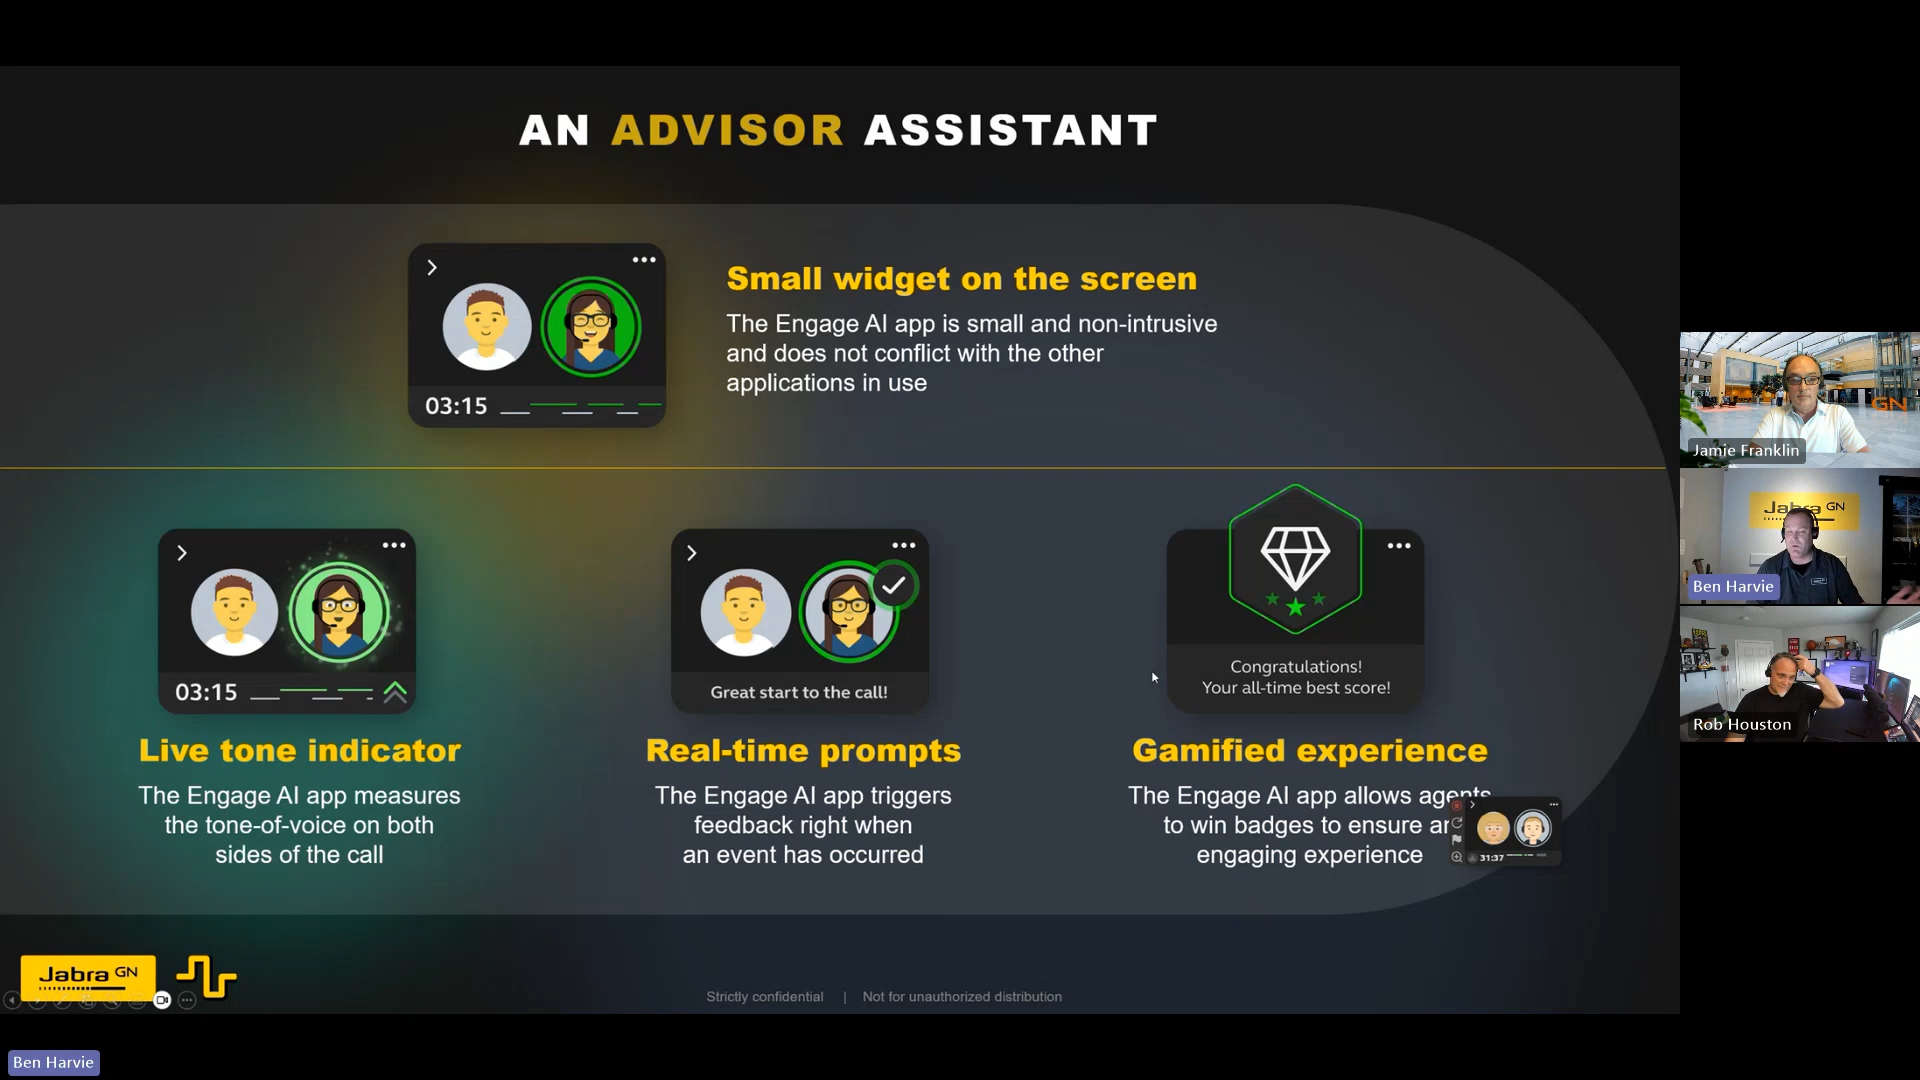 AN ADVISOR ASSISTANT
Small widget on the screen
The Engage AI app is small and non-intrusive
and does not conflict with the other
applications in use
03:15
03:15
Great start to the call!
Congratulations!
Your all-time best score!
Live tone indicator
The Engage AI app measures
the tone-of-voice on both
sides of the call
Real-time prompts
The Engage AI app triggers
feedback right when
an event has occurred
Gamified experience
The Engage AI app allows agents
to win badges to ensure an
engaging experience
31:37
Jabra GN
Strictly confidential | Not for unauthorized distribution
GN
Jamie Franklin
Jabra GN
Ben Harvie
Rob Houston
Ben Harvie